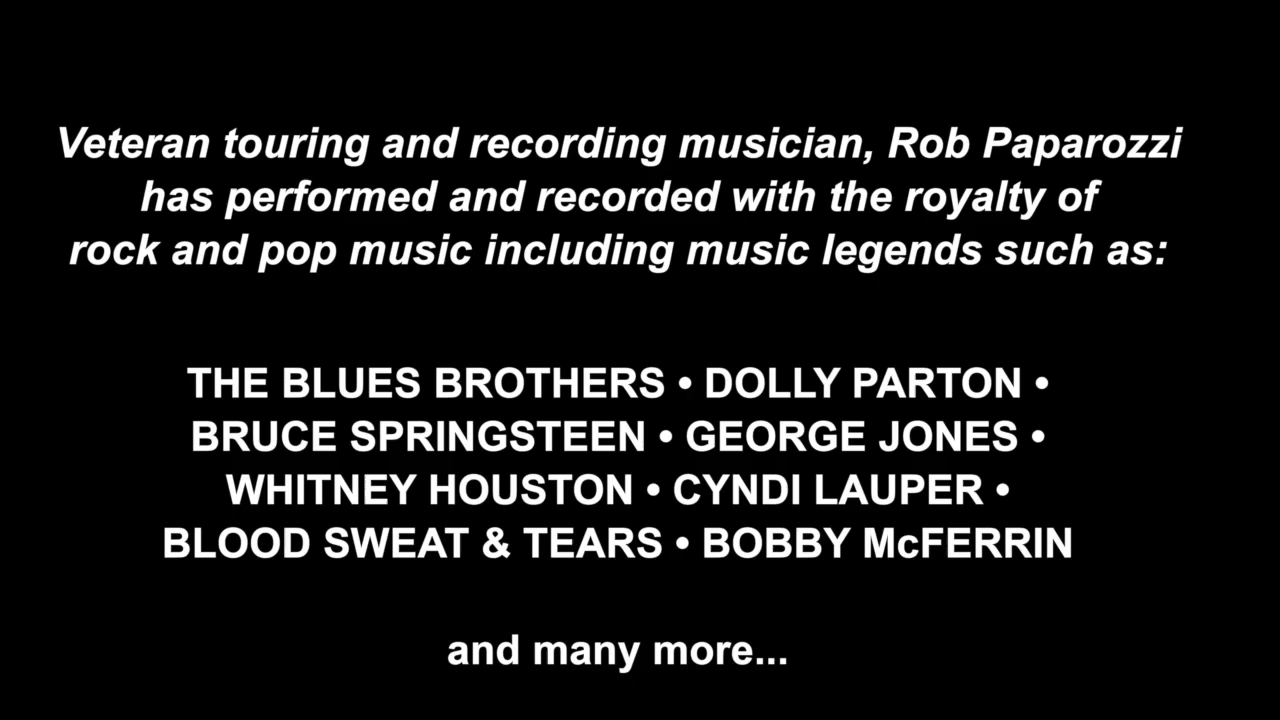 Veteran touring and recording musician, Rob Paparozzi
has performed and recorded with the royalty of
rock and pop music including music legends such as:
THE BLUES BROTHERS • DOLLY PARTON •
BRUCE SPRINGSTEEN • GEORGE JONES •
WHITNEY HOUSTON • CYNDI LAUPER •
BLOOD SWEAT & TEARS • BOBBY McFERRIN
and many more...